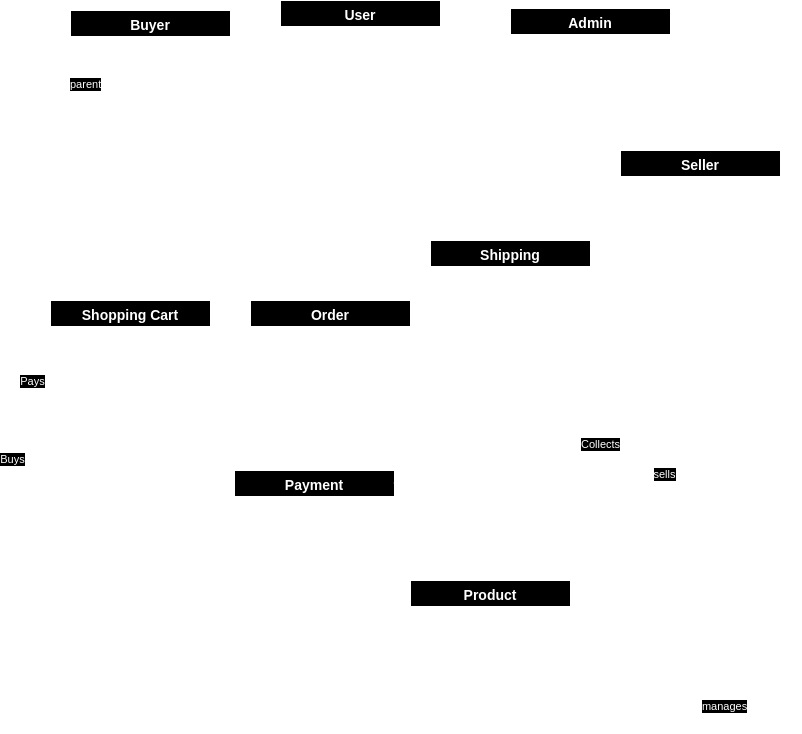 User
Admin
Buyer
parent
Seller
Shipping
Shopping Cart
Order
Pays
Collects
Buys
sells
Payment
Product
manages